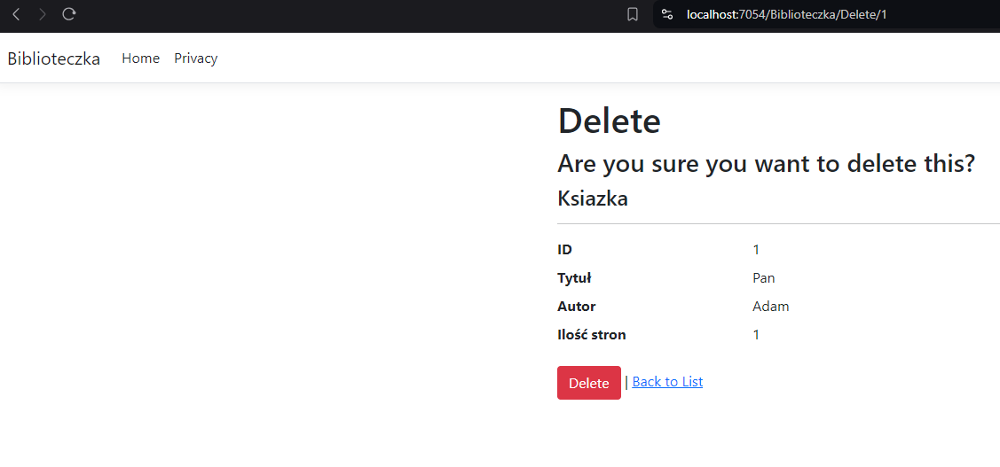 localhost:7054/Biblioteczka/Delete/1
Biblioteczka Home Privacy
Delete
Are you sure you want to delete this?
Ksiazka
ID 1
Tytuł Pan
Autor Adam
Ilość stron 1
Delete | Back to List